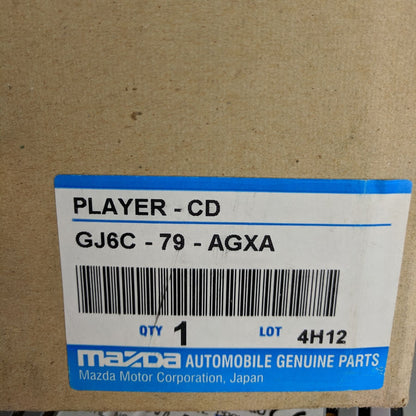 PLAYER - CD
GJ6C - 79 - AGXA
QTY 1 LOT 4H12
mazda AUTOMOBILE GENUINE PARTS
Mazda Motor Corporation, Japan